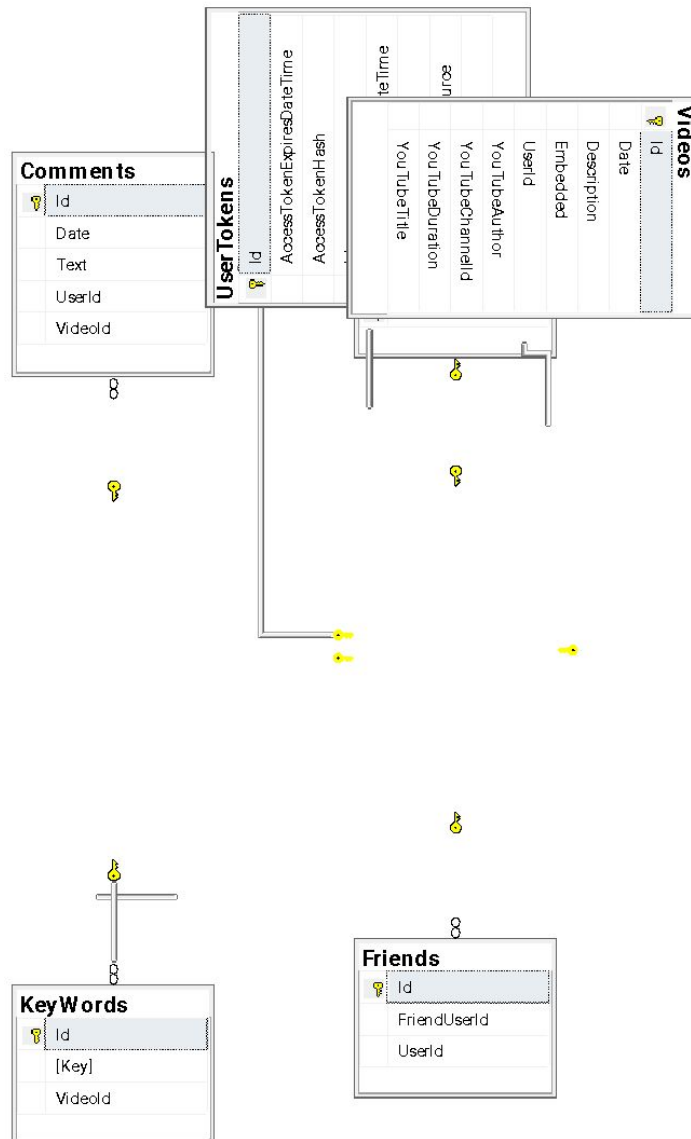 Comments
Id
Date
Text
UserId
VideoId
UserTokens
Id
AccessTokenExpiresDateTime
AccessTokenHash
Videos
Id
Date
Description
Embedded
UserId
YouTubeAuthor
YouTubeChannelId
YouTubeDuration
YouTubeTitle
KeyWords
Id
[Key]
VideoId
Friends
Id
FriendUserId
UserId